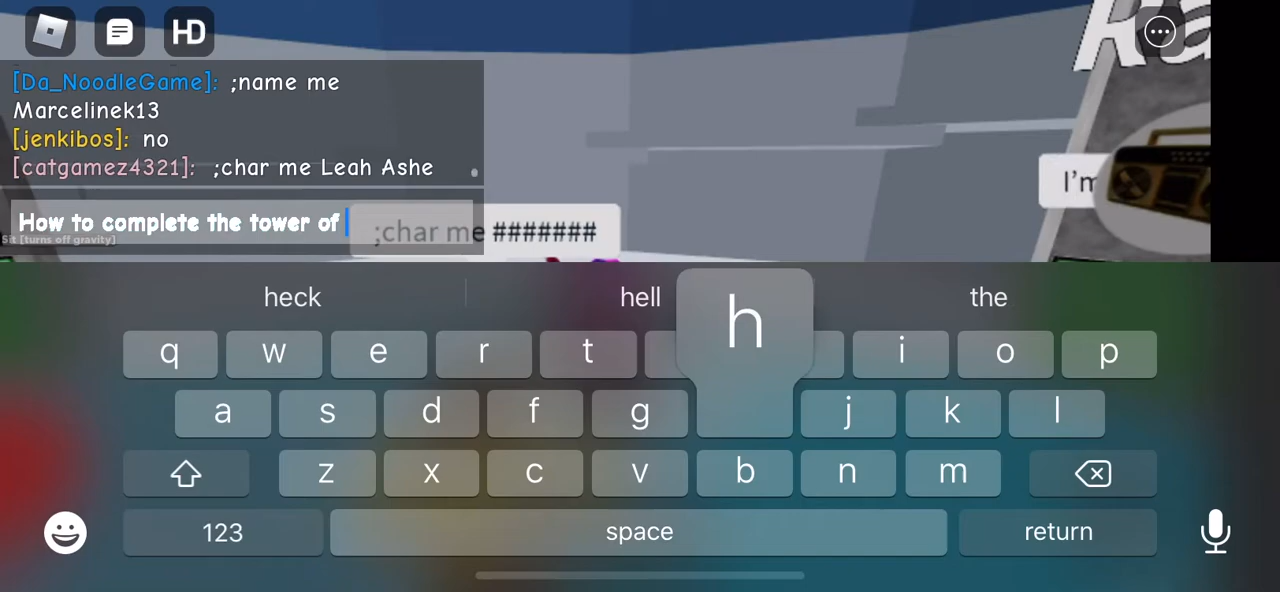 HD
[Da_NoodleGame]: ;name me
Marcelinek13
[jenkibos]: no
[catgamez4321]: ;char me Leah Ashe
I'm
How to complete the tower of
;char me #######
Sit [turns off gravity]
heck hell the
h
q w e r t i o p
a s d f g j k l
z x c v b n m
123 space return